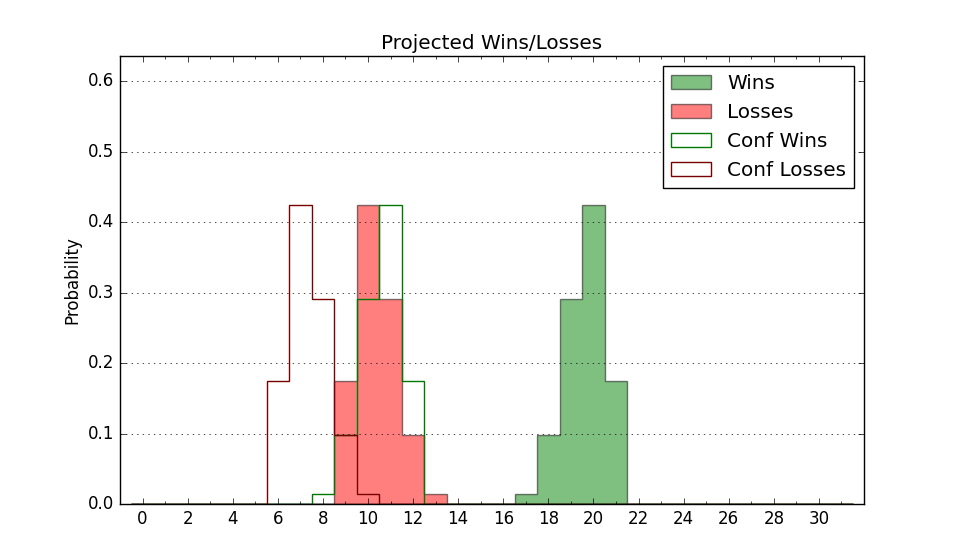 Projected Wins/Losses
Wins
Losses
Conf Wins
Conf Losses
Probability
0.6
0.5
0.4
0.3
0.2
0.1
0.0
0 2 4 6 8 10 12 14 16 18 20 22 24 26 28 30